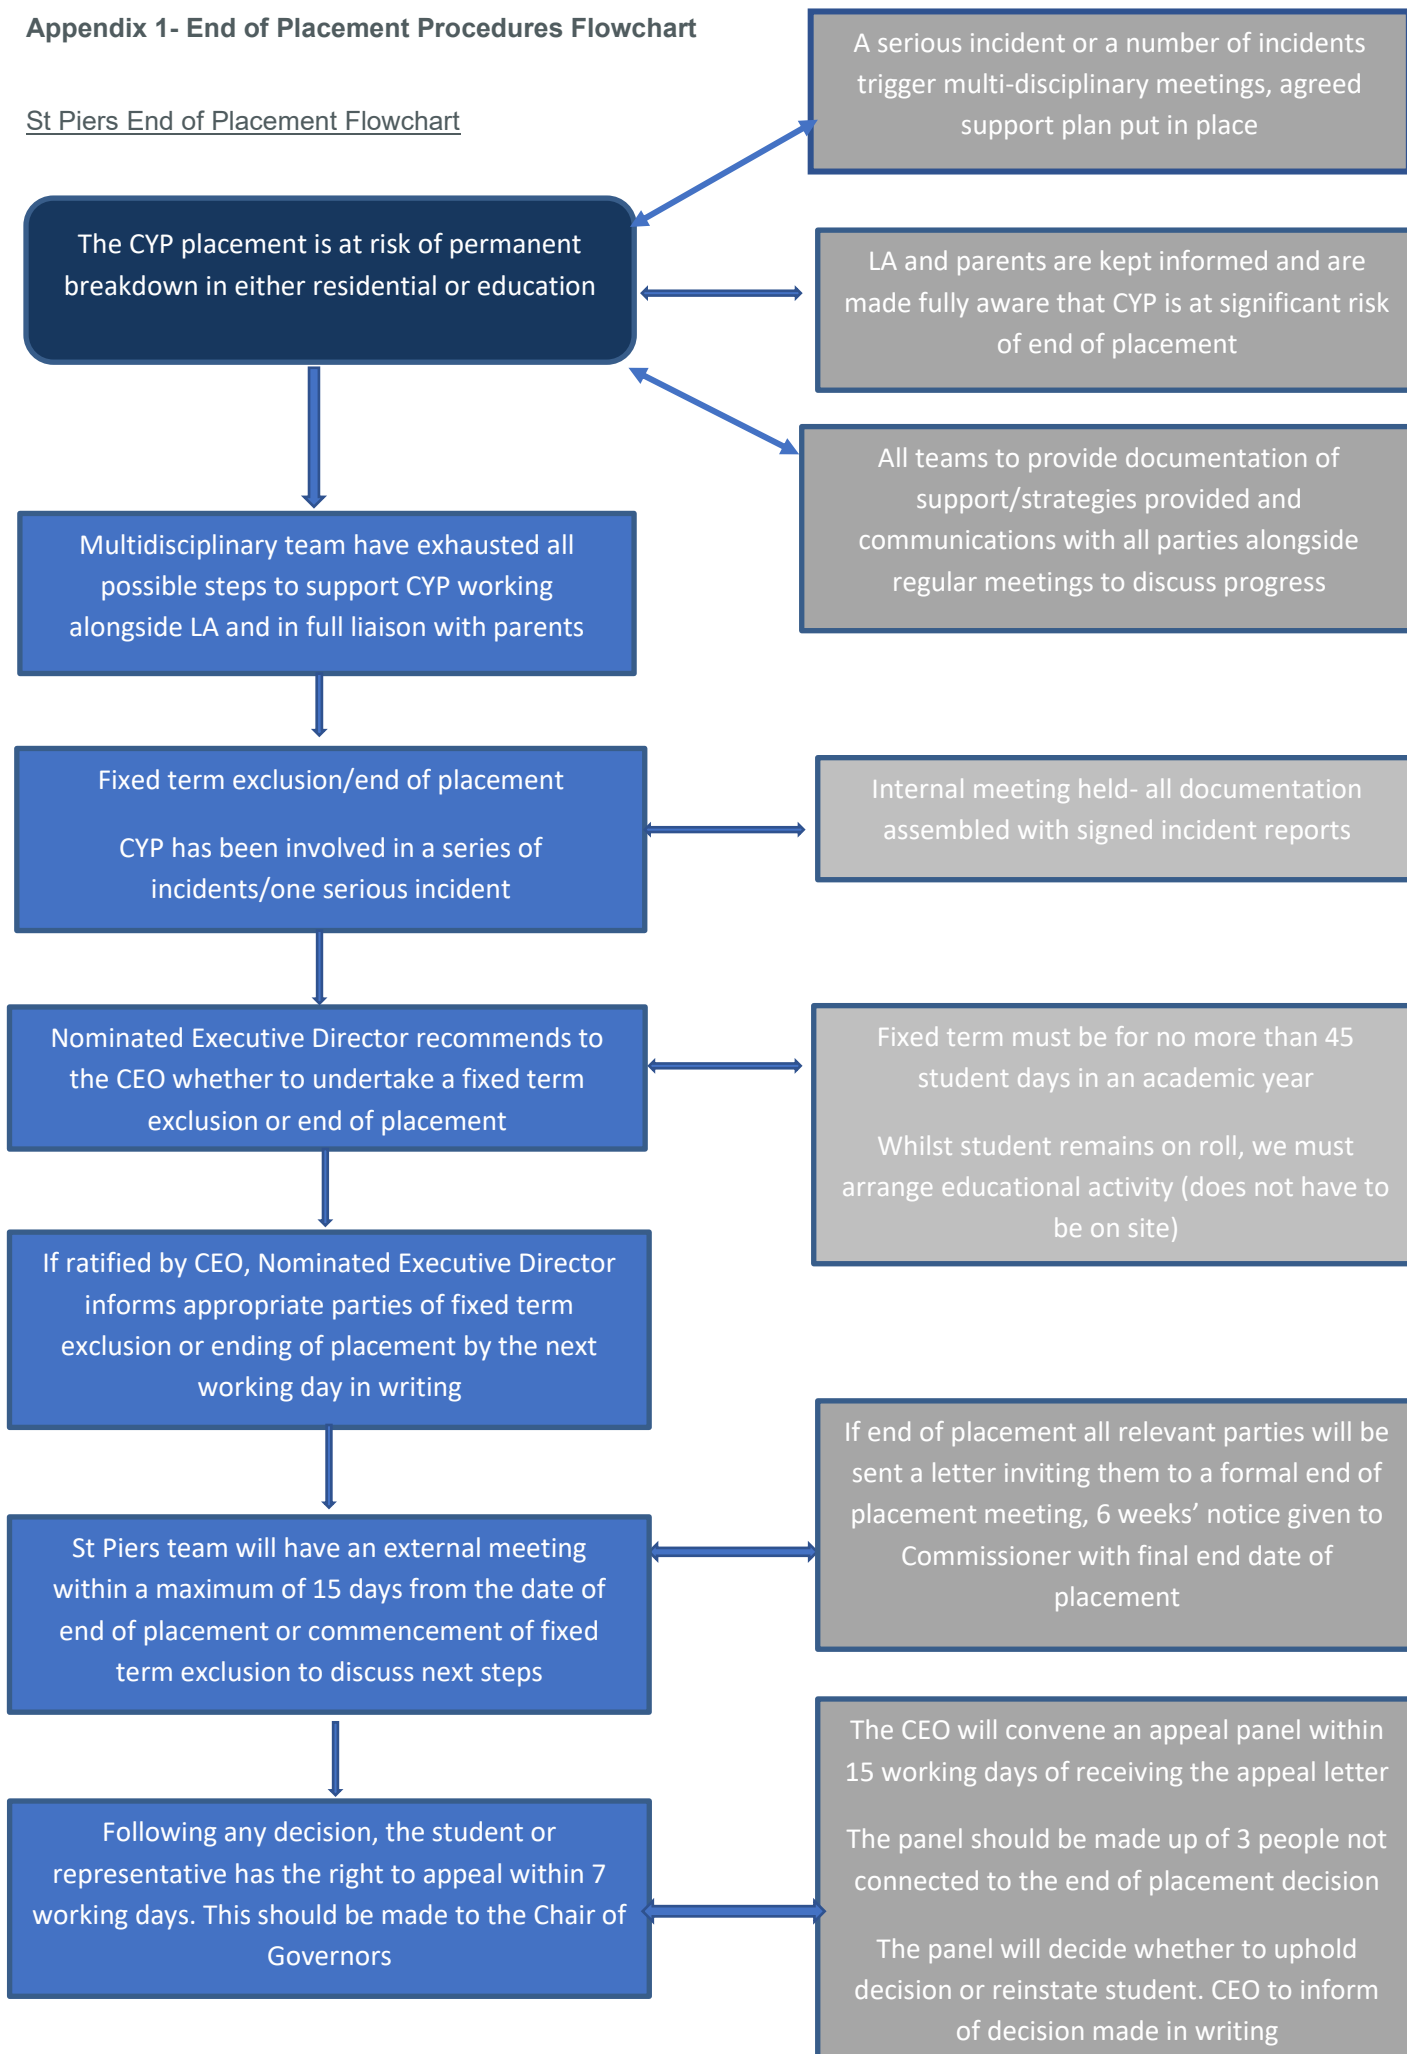 Appendix 1- End of Placement Procedures Flowchart
St Piers End of Placement Flowchart
A serious incident or a number of incidents
trigger multi-disciplinary meetings, agreed
support plan put in place
The CYP placement is at risk of permanent
breakdown in either residential or education
LA and parents are kept informed and are
made fully aware that CYP is at significant risk
of end of placement
All teams to provide documentation of
support/strategies provided and
communications with all parties alongside
regular meetings to discuss progress
Multidisciplinary team have exhausted all
possible steps to support CYP working
alongside LA and in full liaison with parents
Fixed term exclusion/end of placement
CYP has been involved in a series of
incidents/one serious incident
Internal meeting held- all documentation
assembled with signed incident reports
Nominated Executive Director recommends to
the CEO whether to undertake a fixed term
exclusion or end of placement
Fixed term must be for no more than 45
student days in an academic year
Whilst student remains on roll, we must
arrange educational activity (does not have to
be on site)
If ratified by CEO, Nominated Executive Director
informs appropriate parties of fixed term
exclusion or ending of placement by the next
working day in writing
If end of placement all relevant parties will be
sent a letter inviting them to a formal end of
placement meeting, 6 weeks’ notice given to
Commissioner with final end date of
placement
St Piers team will have an external meeting
within a maximum of 15 days from the date of
end of placement or commencement of fixed
term exclusion to discuss next steps
The CEO will convene an appeal panel within
15 working days of receiving the appeal letter
The panel should be made up of 3 people not
connected to the end of placement decision
The panel will decide whether to uphold
decision or reinstate student. CEO to inform
of decision made in writing
Following any decision, the student or
representative has the right to appeal within 7
working days. This should be made to the Chair of
Governors